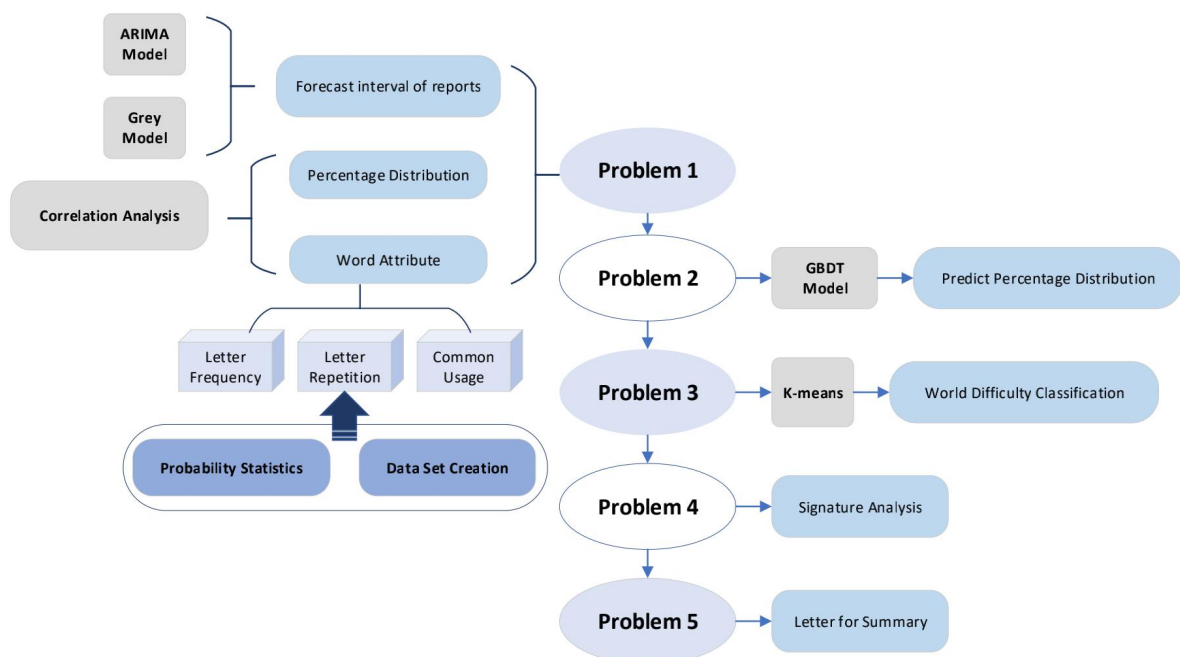 ARIMA
Model
Grey
Model
Forecast interval of reports
Correlation Analysis
Percentage Distribution
Word Attribute
Letter
Frequency
Letter
Repetition
Common
Usage
Probability Statistics
Data Set Creation
Problem 1
Problem 2
GBDT
Model
Predict Percentage Distribution
Problem 3
K-means
World Difficulty Classification
Problem 4
Signature Analysis
Problem 5
Letter for Summary